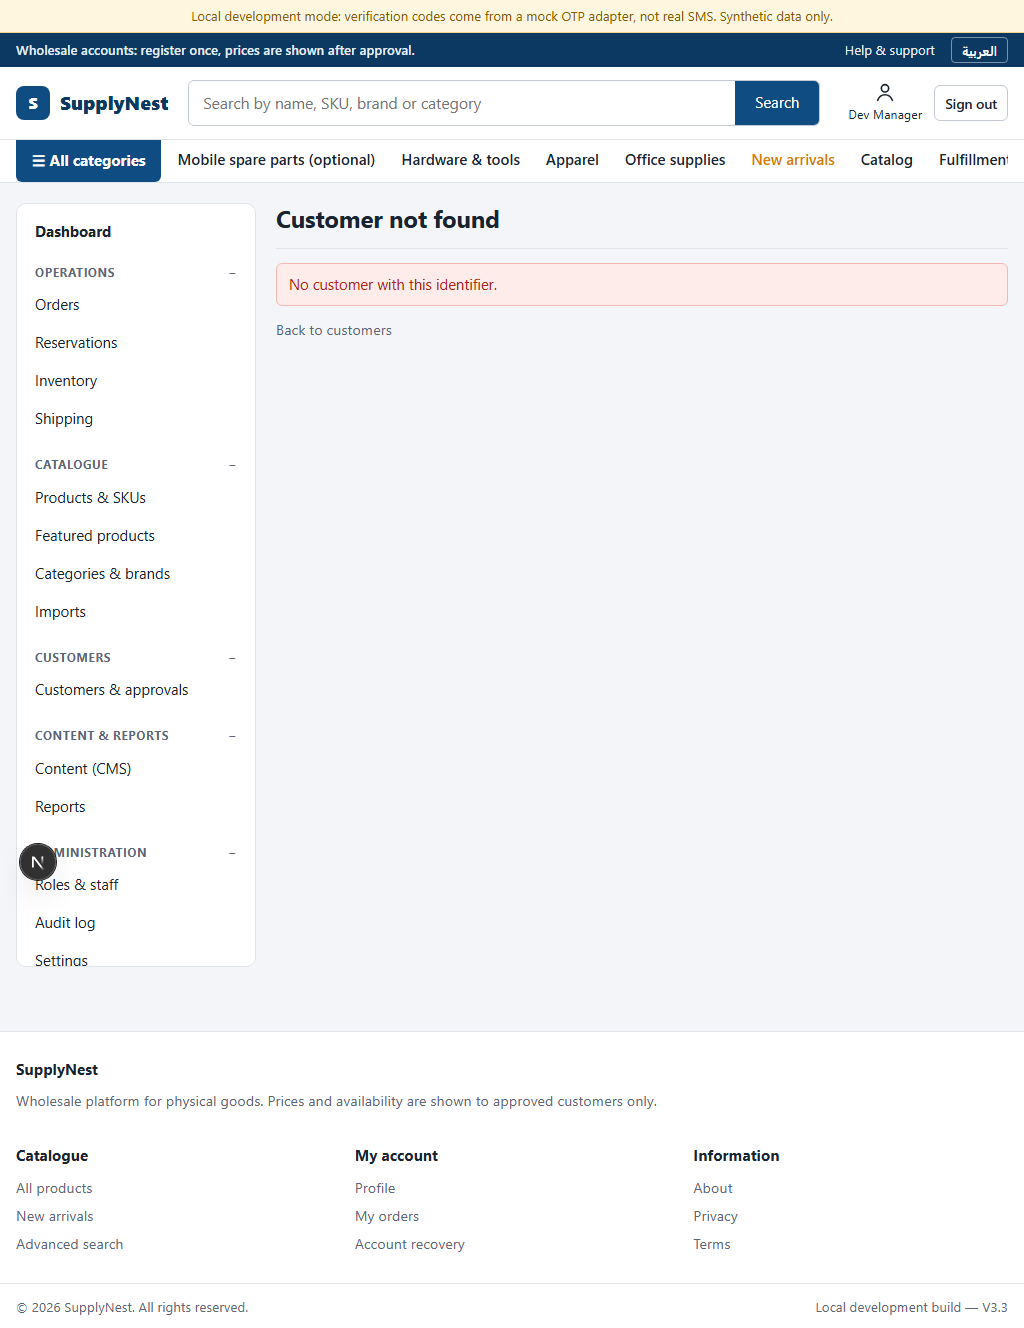 Local development mode: verification codes come from a mock OTP adapter, not real SMS. Synthetic data only.
Wholesale accounts: register once, prices are shown after approval.
Help & support
العربية
S
SupplyNest
Search by name, SKU, brand or category
Search
Dev Manager
Sign out
☰ All categories
Mobile spare parts (optional)
Hardware & tools
Apparel
Office supplies
New arrivals
Catalog
Fulfillment
Dashboard
OPERATIONS –
Orders
Reservations
Inventory
Shipping
CATALOGUE –
Products & SKUs
Featured products
Categories & brands
Imports
CUSTOMERS –
Customers & approvals
CONTENT & REPORTS –
Content (CMS)
Reports
MINISTRATION –
N
Roles & staff
Audit log
Settings
Customer not found
No customer with this identifier.
Back to customers
SupplyNest
Wholesale platform for physical goods. Prices and availability are shown to approved customers only.
Catalogue
All products
New arrivals
Advanced search
My account
Profile
My orders
Account recovery
Information
About
Privacy
Terms
© 2026 SupplyNest. All rights reserved.
Local development build — V3.3